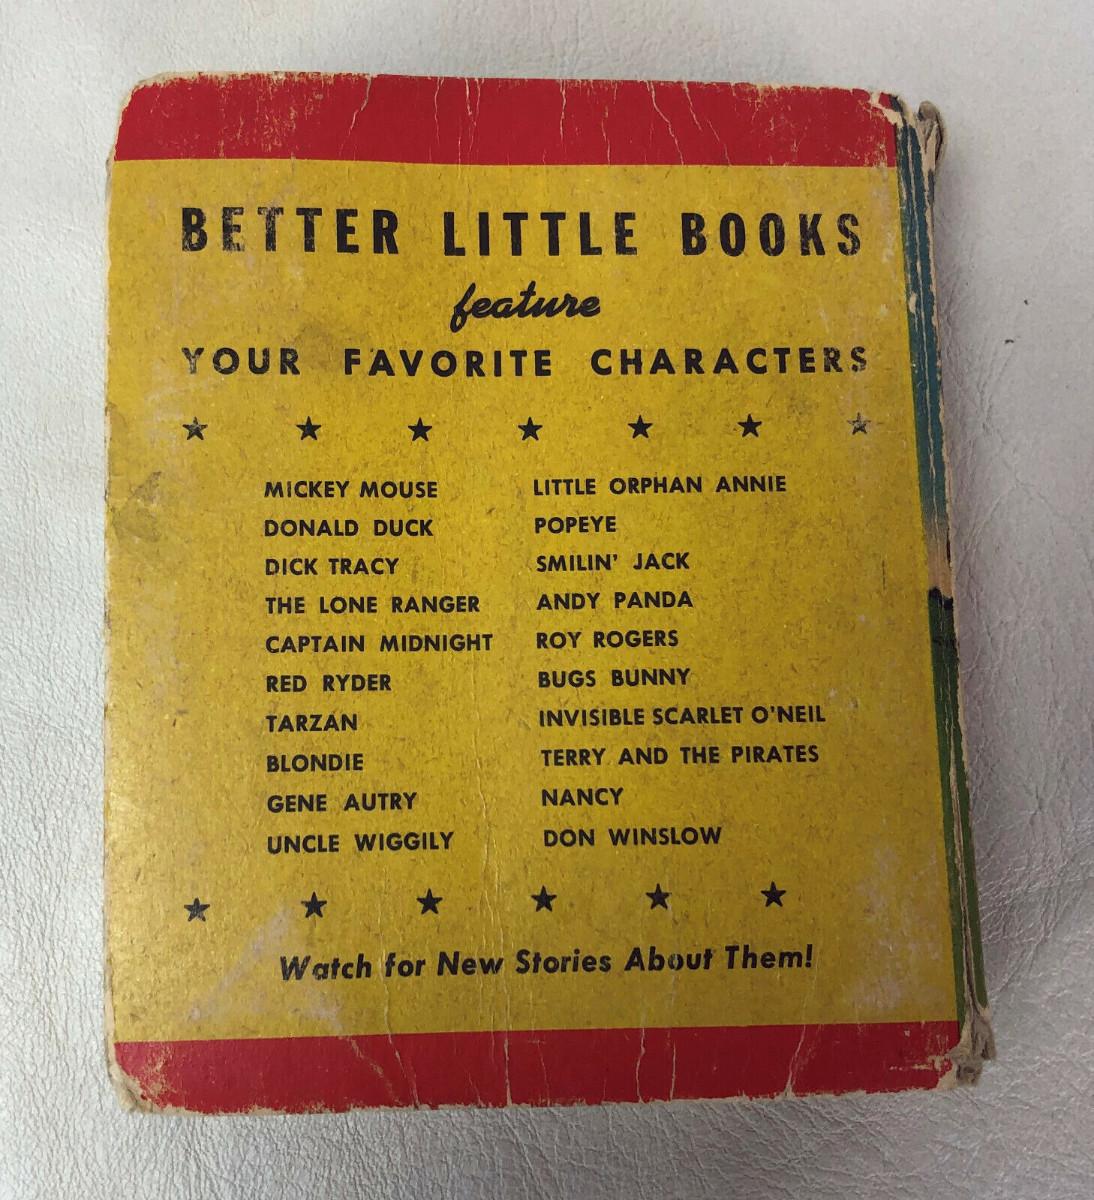 BETTER LITTLE BOOKS
feature
YOUR FAVORITE CHARACTERS
MICKEY MOUSE
DONALD DUCK
DICK TRACY
THE LONE RANGER
CAPTAIN MIDNIGHT
RED RYDER
TARZAN
BLONDIE
GENE AUTRY
UNCLE WIGGILY
LITTLE ORPHAN ANNIE
POPEYE
SMILIN' JACK
ANDY PANDA
ROY ROGERS
BUGS BUNNY
INVISIBLE SCARLET O'NEIL
TERRY AND THE PIRATES
NANCY
DON WINSLOW
Watch for New Stories About Them!